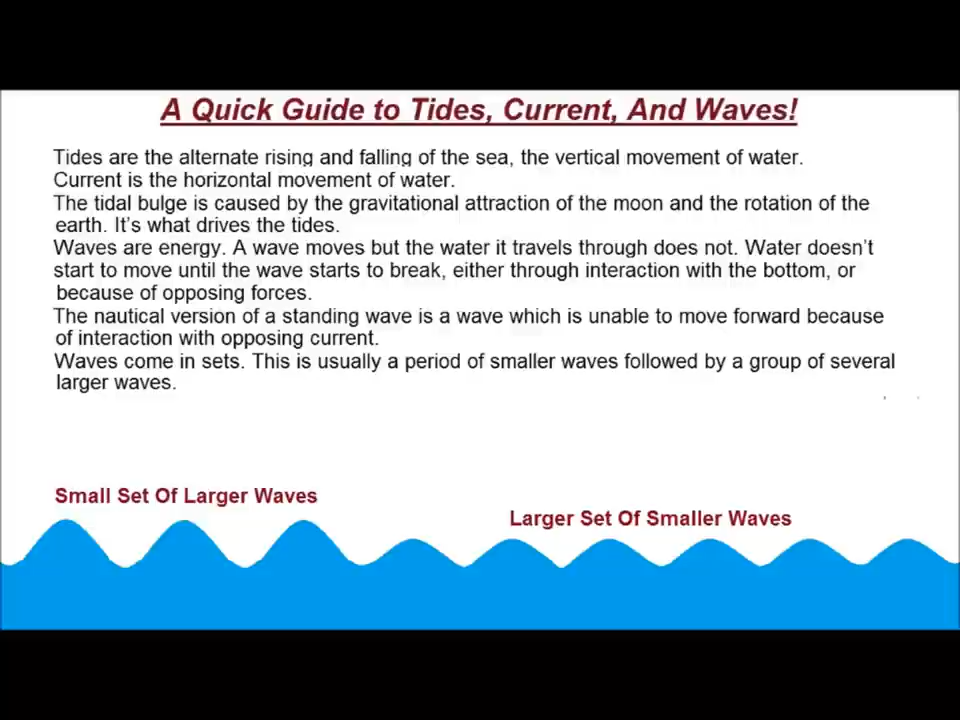 A Quick Guide to Tides, Current, And Waves!
Tides are the alternate rising and falling of the sea, the vertical movement of water.
Current is the horizontal movement of water.
The tidal bulge is caused by the gravitational attraction of the moon and the rotation of the
earth. It’s what drives the tides.
Waves are energy. A wave moves but the water it travels through does not. Water doesn’t
start to move until the wave starts to break, either through interaction with the bottom, or
because of opposing forces.
The nautical version of a standing wave is a wave which is unable to move forward because
of interaction with opposing current.
Waves come in sets. This is usually a period of smaller waves followed by a group of several
larger waves.
Small Set Of Larger Waves
Larger Set Of Smaller Waves